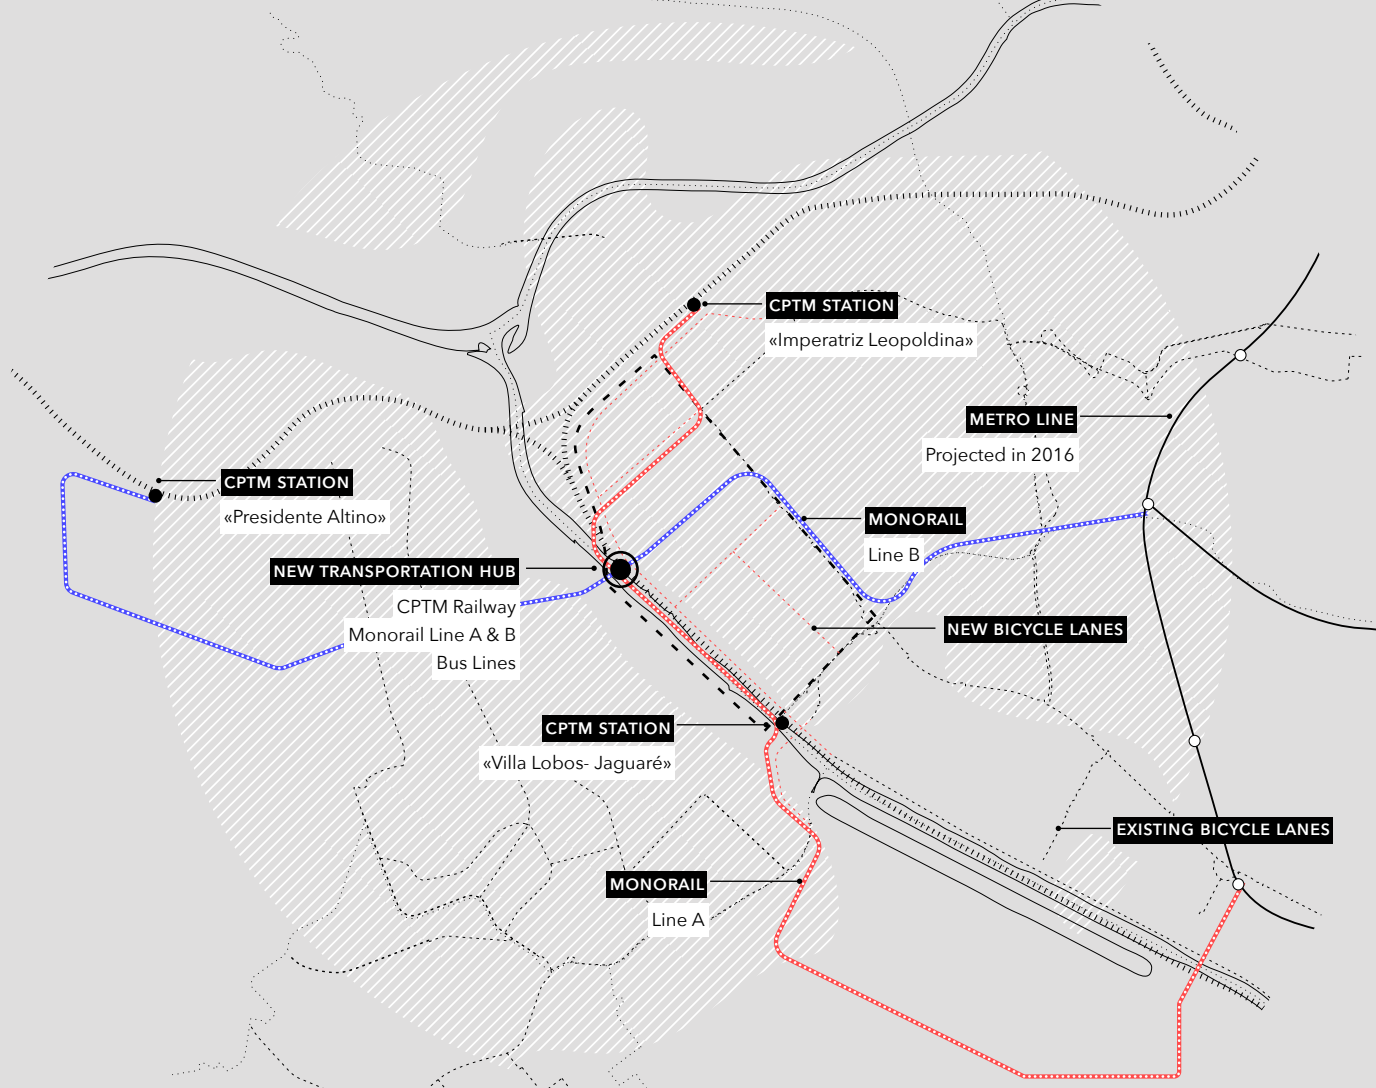 CPTM STATION
«Imperatriz Leopoldina»
METRO LINE
Projected in 2016
CPTM STATION
«Presidente Altino»
MONORAIL
Line B
NEW TRANSPORTATION HUB
CPTM Railway
Monorail Line A & B
Bus Lines
NEW BICYCLE LANES
CPTM STATION
«Villa Lobos- Jaguaré»
EXISTING BICYCLE LANES
MONORAIL
Line A